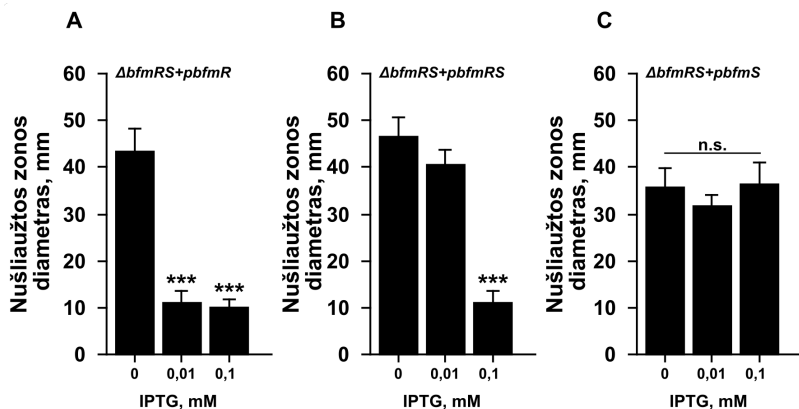 A
ΔbfmRS+pbfmR
Nušliaužtos zonos
diametras, mm
60
50
40
30
20
10
0
***
***
0
0,01
0,1
IPTG, mM
B
ΔbfmRS+pbfmRS
Nušliaužtos zonos
diametras, mm
60
50
40
30
20
10
0
***
0
0,01
0,1
IPTG, mM
C
ΔbfmRS+pbfmS
Nušliaužtos zonos
diametras, mm
60
50
40
30
20
10
0
n.s.
0
0,01
0,1
IPTG, mM